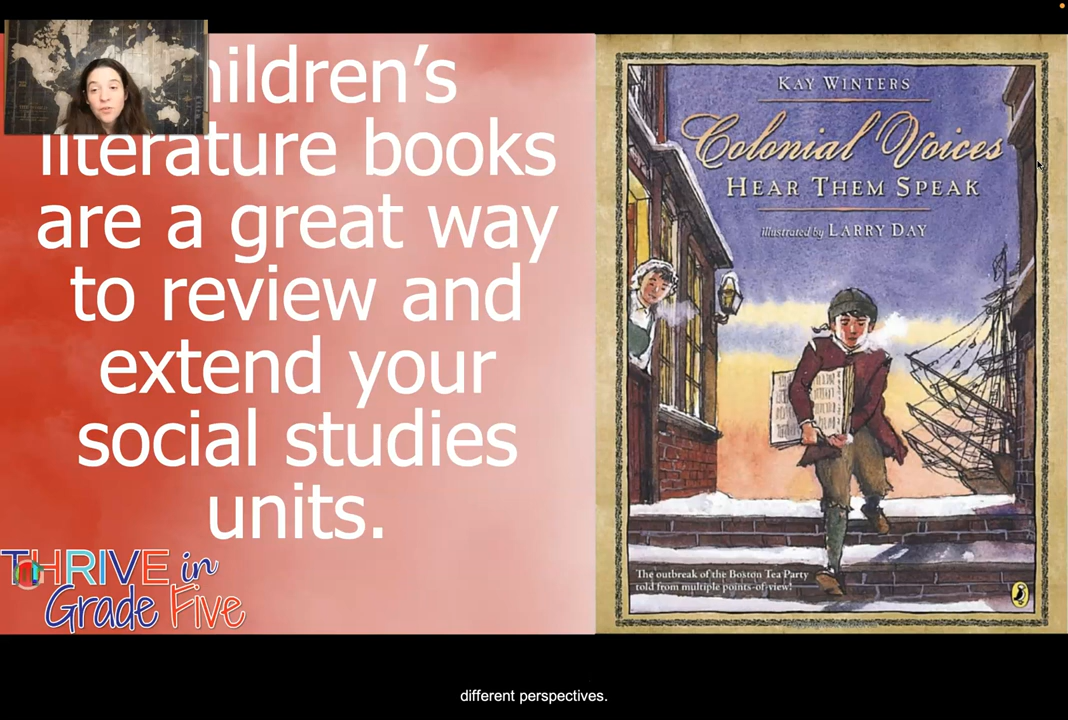 hildren's
literature books
are a great way
to review and
extend your
social studies
units.
THRIVE in
Grade Five
KAY WINTERS
Colonial Voices
HEAR THEM SPEAK
illustrated by LARRY DAY
The outbreak of the Boston Tea Party
told from multiple points-of-view!
different perspectives.